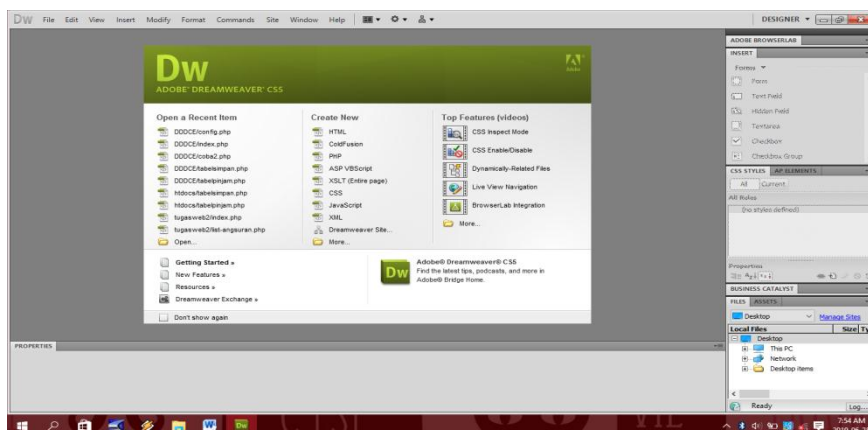 DW File Edit View Insert Modify Format Commands Site Window Help DESIGNER
Dw
ADOBE® DREAMWEAVER® CS5
Adobe
Open a Recent Item
DDDCE/config.php
DDDCE/index.php
DDDCE/coba2.php
DDDCE/tabelsimpan.php
DDDCE/tabelpinjam.php
htdocs/tabelsimpan.php
htdocs/tabelpinjam.php
tugasweb2/index.php
tugasweb2/list-angsuran.php
Open...
Create New
HTML
ColdFusion
PHP
ASP VBScript
XSLT (Entire page)
CSS
JavaScript
XML
Dreamweaver Site...
More...
Top Features (videos)
CSS Inspect Mode
CSS Enable/Disable
Dynamically-Related Files
Live View Navigation
BrowserLab Integration
More...
Getting Started »
New Features »
Resources »
Dreamweaver Exchange »
Dw
Adobe® Dreamweaver® CS5
Find the latest tips, podcasts, and more in
Adobe® Bridge Home.
Don't show again
PROPERTIES
ADOBE BROWSERLAB
INSERT
Forms
Form
Text Field
Hidden Field
Textarea
Checkbox
Checkbox Group
CSS STYLES AP ELEMENTS
All Current
All Rules
(no styles defined)
Properties
BUSINESS CATALYST
FILES ASSETS
Desktop Manage Sites
Local Files Size Ty
Desktop
This PC
Network
Desktop items
Ready Log...
7:54 AM